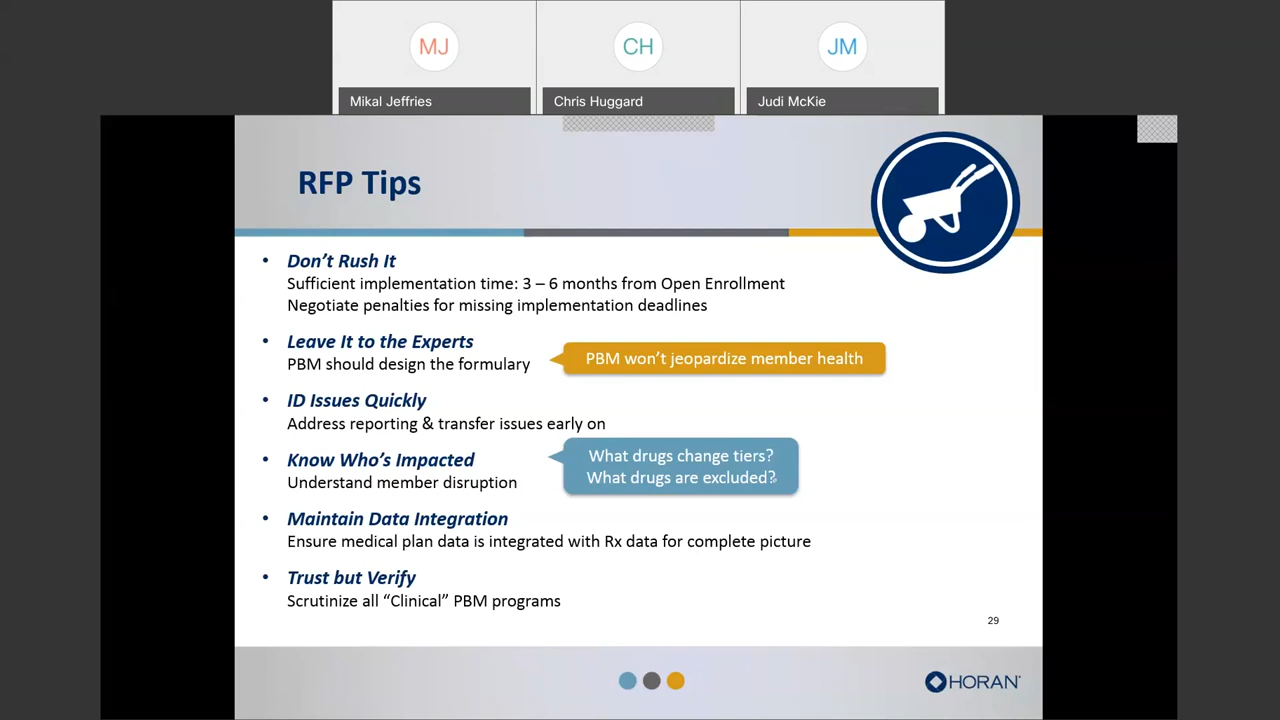 MJ
CH
JM
Mikal Jeffries
Chris Huggard
Judi McKie
RFP Tips
• Don’t Rush It
Sufficient implementation time: 3 – 6 months from Open Enrollment
Negotiate penalties for missing implementation deadlines
• Leave It to the Experts
PBM should design the formulary
PBM won’t jeopardize member health
• ID Issues Quickly
Address reporting & transfer issues early on
• Know Who’s Impacted
Understand member disruption
What drugs change tiers?
What drugs are excluded?
• Maintain Data Integration
Ensure medical plan data is integrated with Rx data for complete picture
• Trust but Verify
Scrutinize all “Clinical” PBM programs
29
HORAN